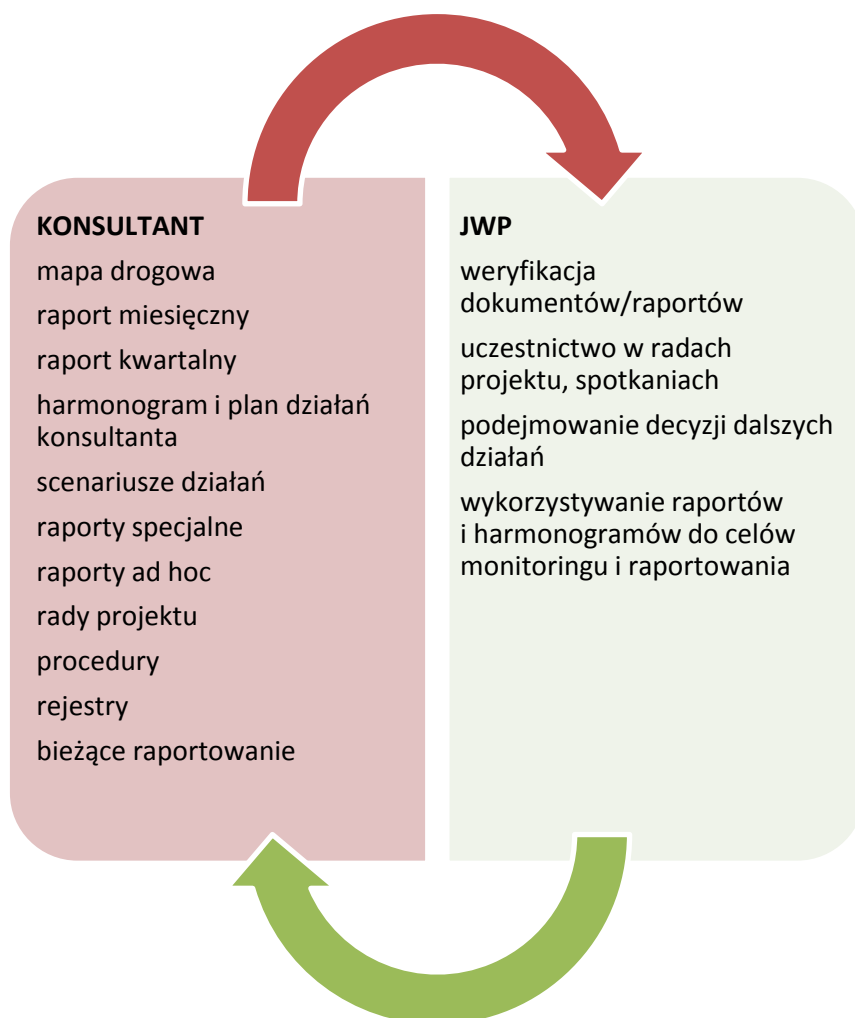 KONSULTANT
mapa drogowa
raport miesięczny
raport kwartalny
harmonogram i plan działań
konsultanta
scenariusze działań
raporty specjalne
raporty ad hoc
rady projektu
procedury
rejestry
bieżące raportowanie
JWP
weryfikacja
dokumentów/raportów
uczestnictwo w radach
projektu, spotkaniach
podejmowanie decyzji dalszych
działań
wykorzystywanie raportów
i harmonogramów do celów
monitoringu i raportowania